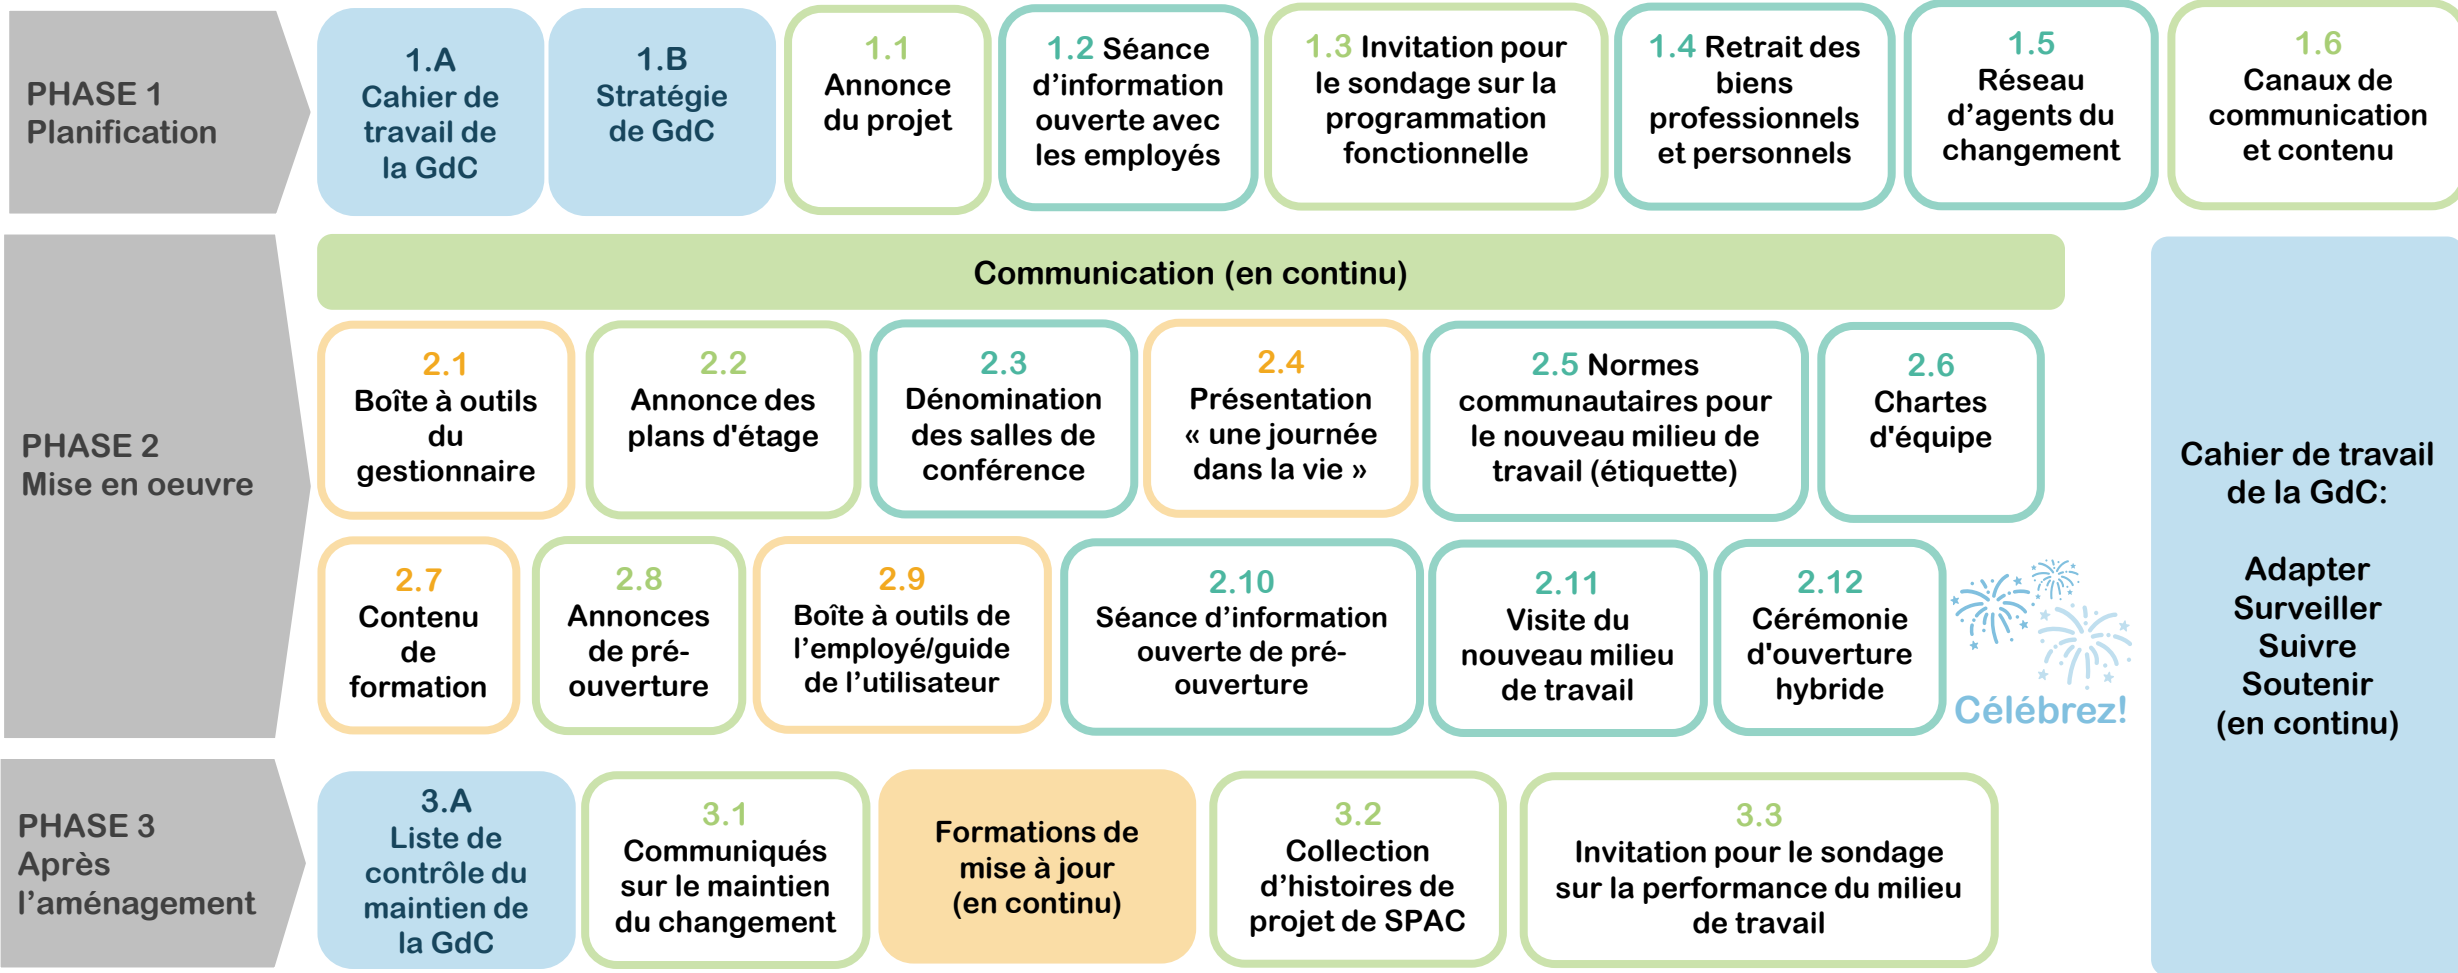 PHASE 1
Planification
1.A
Cahier de
travail de
la GdC
1.B
Stratégie
de GdC
1.1
Annonce
du projet
1.2 Séance
d’information
ouverte avec
les employés
1.3 Invitation pour
le sondage sur la
programmation
fonctionnelle
1.4 Retrait des
biens
professionnels
et personnels
1.5
Réseau
d’agents du
changement
1.6
Canaux de
communication
et contenu
PHASE 2
Mise en oeuvre
Communication (en continu)
2.1
Boîte à outils
du
gestionnaire
2.2
Annonce des
plans d'étage
2.3
Dénomination
des salles de
conférence
2.4
Présentation
« une journée
dans la vie »
2.5 Normes
communautaires pour
le nouveau milieu de
travail (étiquette)
2.6
Chartes
d'équipe
2.7
Contenu
de
formation
2.8
Annonces
de pré-
ouverture
2.9
Boîte à outils de
l’employé/guide
de l’utilisateur
2.10
Séance d’information
ouverte de pré-
ouverture
2.11
Visite du
nouveau milieu
de travail
2.12
Cérémonie
d'ouverture
hybride
Célébrez!
Cahier de travail
de la GdC:
Adapter
Surveiller
Suivre
Soutenir
(en continu)
PHASE 3
Après
l’aménagement
3.A
Liste de
contrôle du
maintien de
la GdC
3.1
Communiqués
sur le maintien
du changement
Formations de
mise à jour
(en continu)
3.2
Collection
d’histoires de
projet de SPAC
3.3
Invitation pour le sondage
sur la performance du milieu
de travail